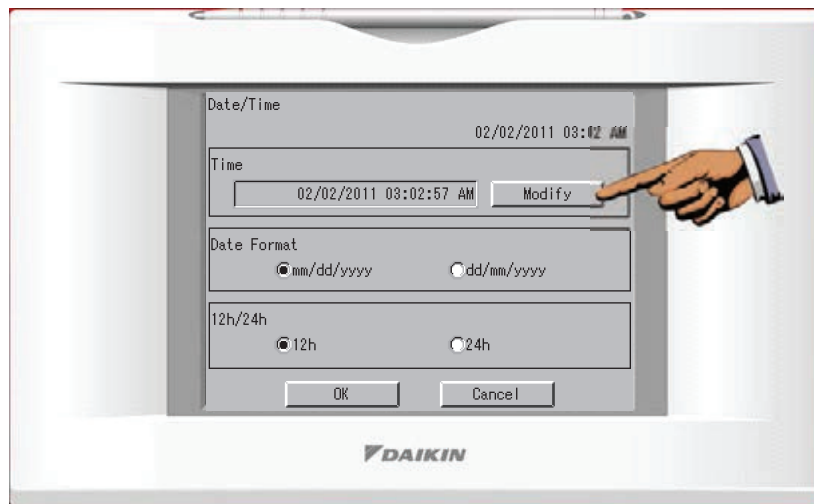 Date/Time
02/02/2011 03:02 AM
Time
02/02/2011 03:02:57 AM Modify
Date Format
mm/dd/yyyy dd/mm/yyyy
12h/24h
12h 24h
OK Cancel
DAIKIN